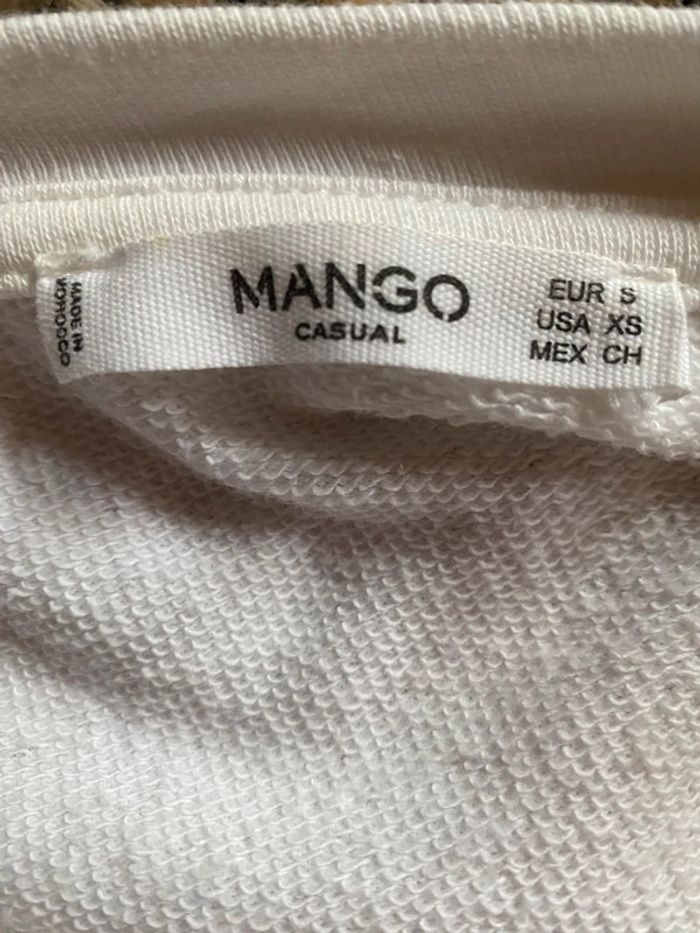 MADE IN
MOROCCO
MANGO
CASUAL
EUR S
USA XS
MEX CH